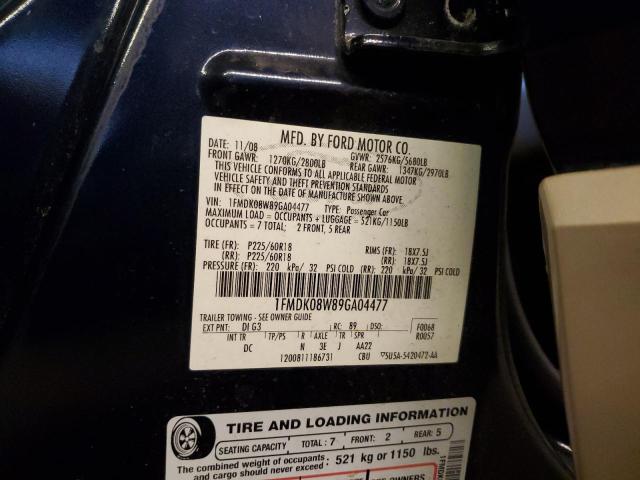 MFD. BY FORD MOTOR CO.
DATE: 11/08 GVWR: 2576KG/5680LB
FRONT GAWR: 1270KG/2800LB REAR GAWR: 1347KG/2970LB
VEHICLE CONFORMS TO ALL APPLICABLE FEDERAL MOTOR
VEHICLE SAFETY AND THEFT PREVENTION STANDARDS
IN EFFECT ON THE DATE OF MANUFACTURE SHOWN ABOVE.
VIN: 1FMDK08W89GA04477 TYPE: Passenger Car
MAXIMUM LOAD = OCCUPANTS + LUGGAGE = 521KG/1150LB
OCCUPANTS = 7 TOTAL; 2 FRONT, 5 REAR
TIRE (FR): P225/60R18 RIMS (FR): 18X7.5J
(RR): P225/60R18 (RR): 18X7.5J
PRESSURE (FR): 220 kPa/ 32 PSI COLD (RR): 220 kPa/ 32 PSI COLD
1FMDK08W89GA04477
TRAILER TOWING - SEE OWNER GUIDE
EXT PNT: D1 G3 RC: 89 DSO: F0068
INT TR TP/PS R AXLE TR SPR R0057
DC N 3E J AA22
1200811186731 CBU 5U5A-5420472-AA
TIRE AND LOADING INFORMATION
SEATING CAPACITY TOTAL: 7 FRONT: 2 REAR: 5
The combined weight of occupants and cargo should never exceed: 521 kg or 1150 lbs.